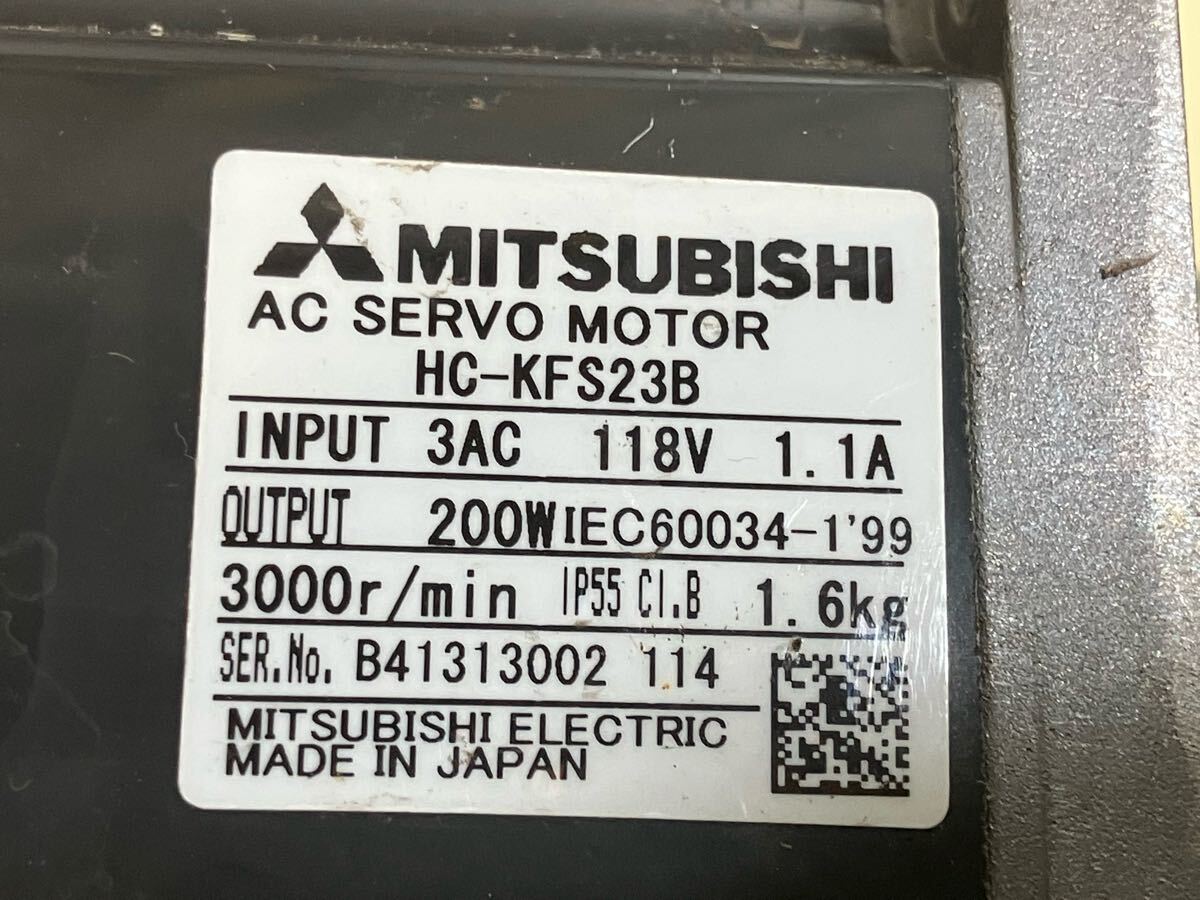 MITSUBISHI
AC SERVO MOTOR
HC-KFS23B
INPUT 3AC 118V 1.1A
OUTPUT 200W IEC60034-1'99
3000r/min IP55 CI.B 1.6kg
SER.No. B41313002 114
MITSUBISHI ELECTRIC
MADE IN JAPAN